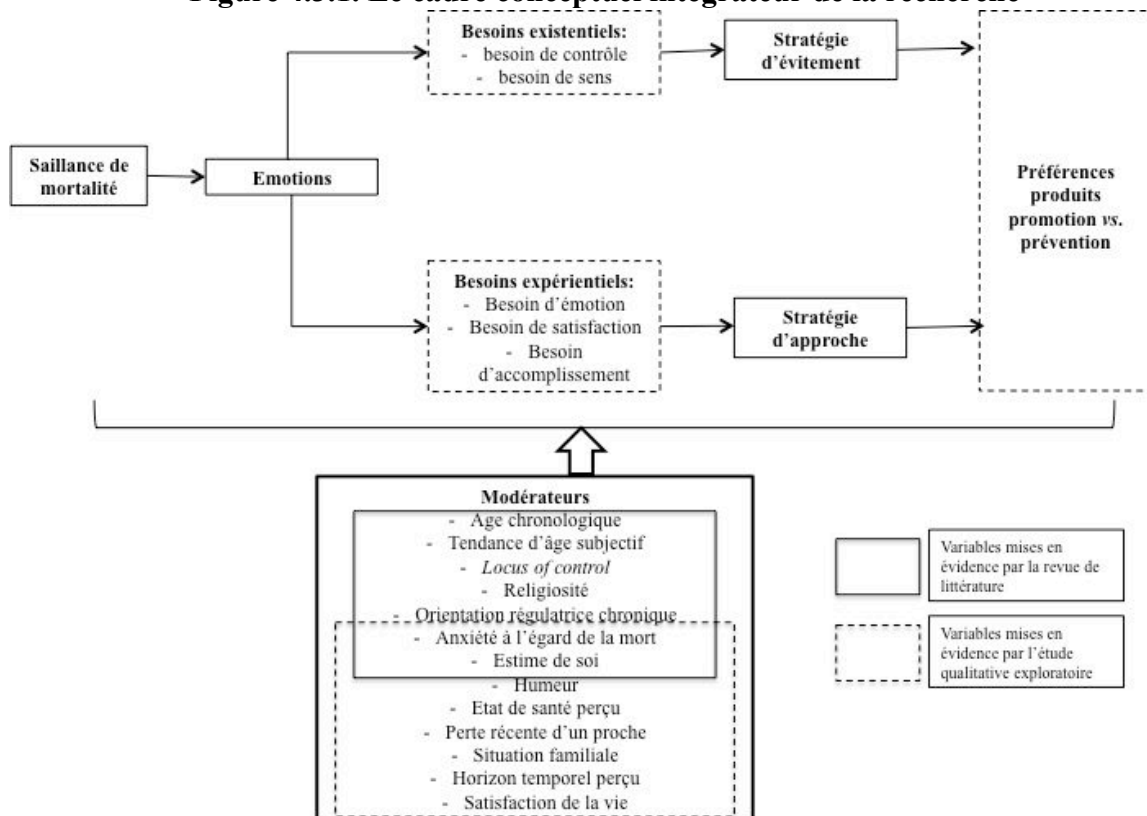 Figure 4.3.1. Le cadre conceptuel intégrateur de la recherche
Besoins existentiels:
- besoin de contrôle
- besoin de sens
Stratégie
d’évitement
Saillance de
mortalité
Emotions
Préférences
produits
promotion vs.
prévention
Besoins expérientiels:
- Besoin d’émotion
- Besoin de satisfaction
- Besoin
d’accomplissement
Stratégie
d’approche
Modérateurs
- Age chronologique
- Tendance d’âge subjectif
- Locus of control
- Religiosité
- Orientation régulatrice chronique
- Anxiété à l’égard de la mort
- Estime de soi
- Humeur
- Etat de santé perçu
- Perte récente d’un proche
- Situation familiale
- Horizon temporel perçu
- Satisfaction de la vie
Variables mises en
évidence par la revue de
littérature
Variables mises en
évidence par l’étude
qualitative exploratoire